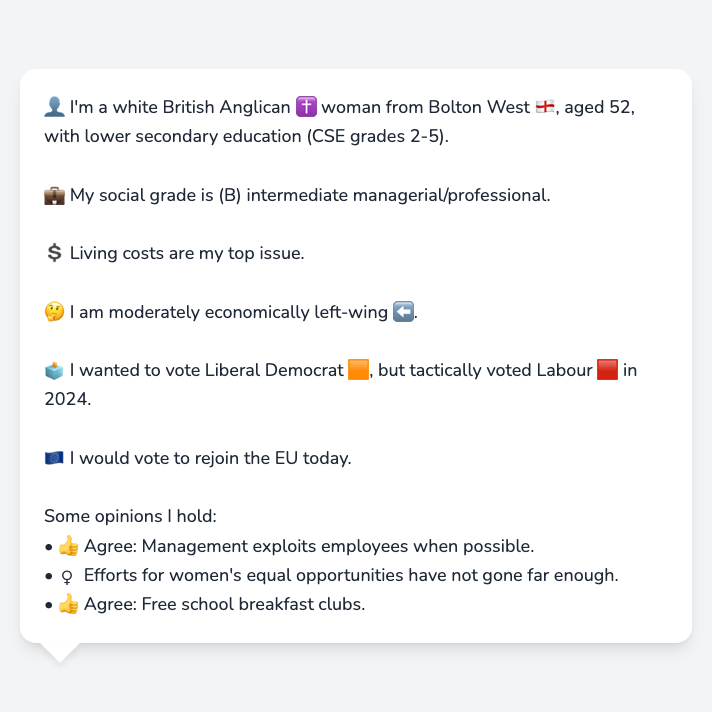 👤 I'm a white British Anglican ✝️ woman from Bolton West 🏴󠁧󠁢󠁥󠁮󠁧󠁿, aged 52,
with lower secondary education (CSE grades 2-5).
💼 My social grade is (B) intermediate managerial/professional.
💲 Living costs are my top issue.
🤔 I am moderately economically left-wing ⬅️.
🗳️ I wanted to vote Liberal Democrat 🟧, but tactically voted Labour 🟥 in
2024.
🇪🇺 I would vote to rejoin the EU today.
Some opinions I hold:
• 👍 Agree: Management exploits employees when possible.
• ♀ Efforts for women's equal opportunities have not gone far enough.
• 👍 Agree: Free school breakfast clubs.